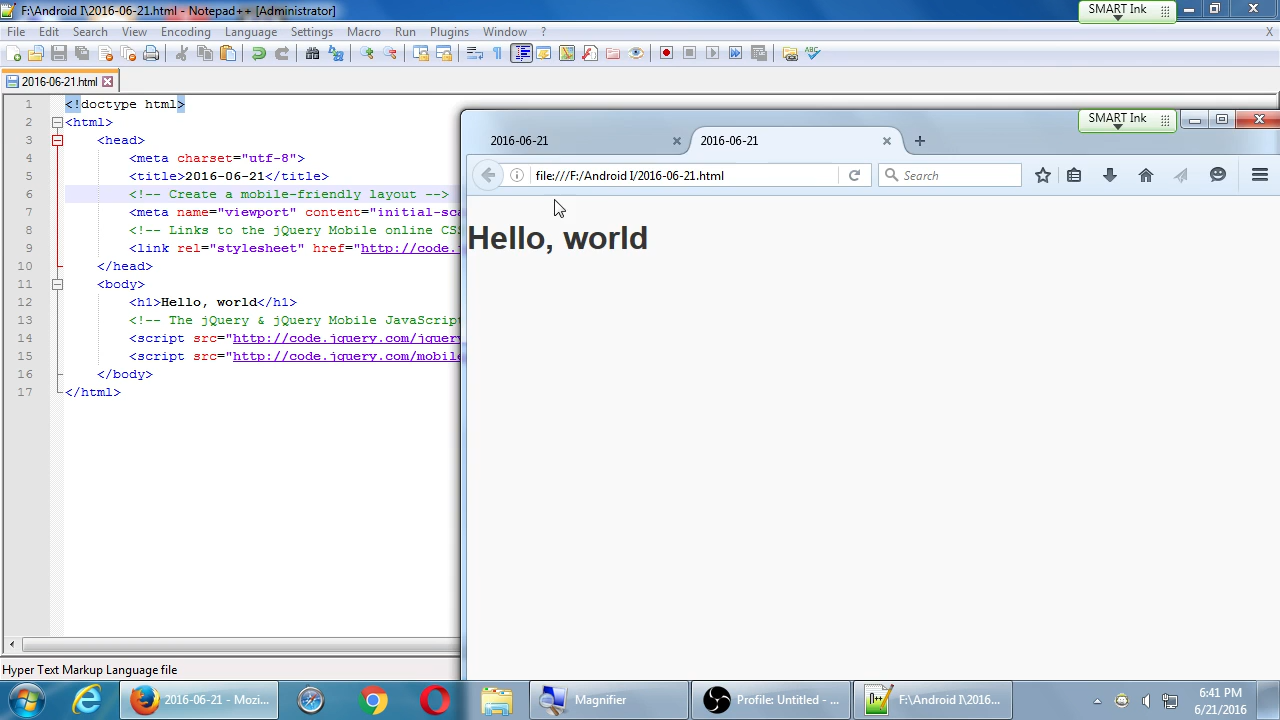 F:\Android I\2016-06-21.html - Notepad++ [Administrator]
SMART Ink
File Edit Search View Encoding Language Settings Macro Run Plugins Window ? X
2016-06-21.html
1 <!doctype html>
2 <html>
3 <head>
4 <meta charset="utf-8">
5 <title>2016-06-21</title>
6 <!-- Create a mobile-friendly layout -->
7 <meta name="viewport" content="initial-sca
8 <!-- Links to the jQuery Mobile online CSS
9 <link rel="stylesheet" href="http://code.
10 </head>
11 <body>
12 <h1>Hello, world</h1>
13 <!-- The jQuery & jQuery Mobile JavaScript
14 <script src="http://code.jquery
15 <script src="http://code.jquery.com/mobile
16 </body>
17 </html>
Hyper Text Markup Language file
SMART Ink
2016-06-21
2016-06-21
file:///F:/Android I/2016-06-21.html
Search
Hello, world
2016-06-21 - Mozi...
Magnifier
Profile: Untitled - ...
F:\Android I\2016...
6:41 PM
6/21/2016